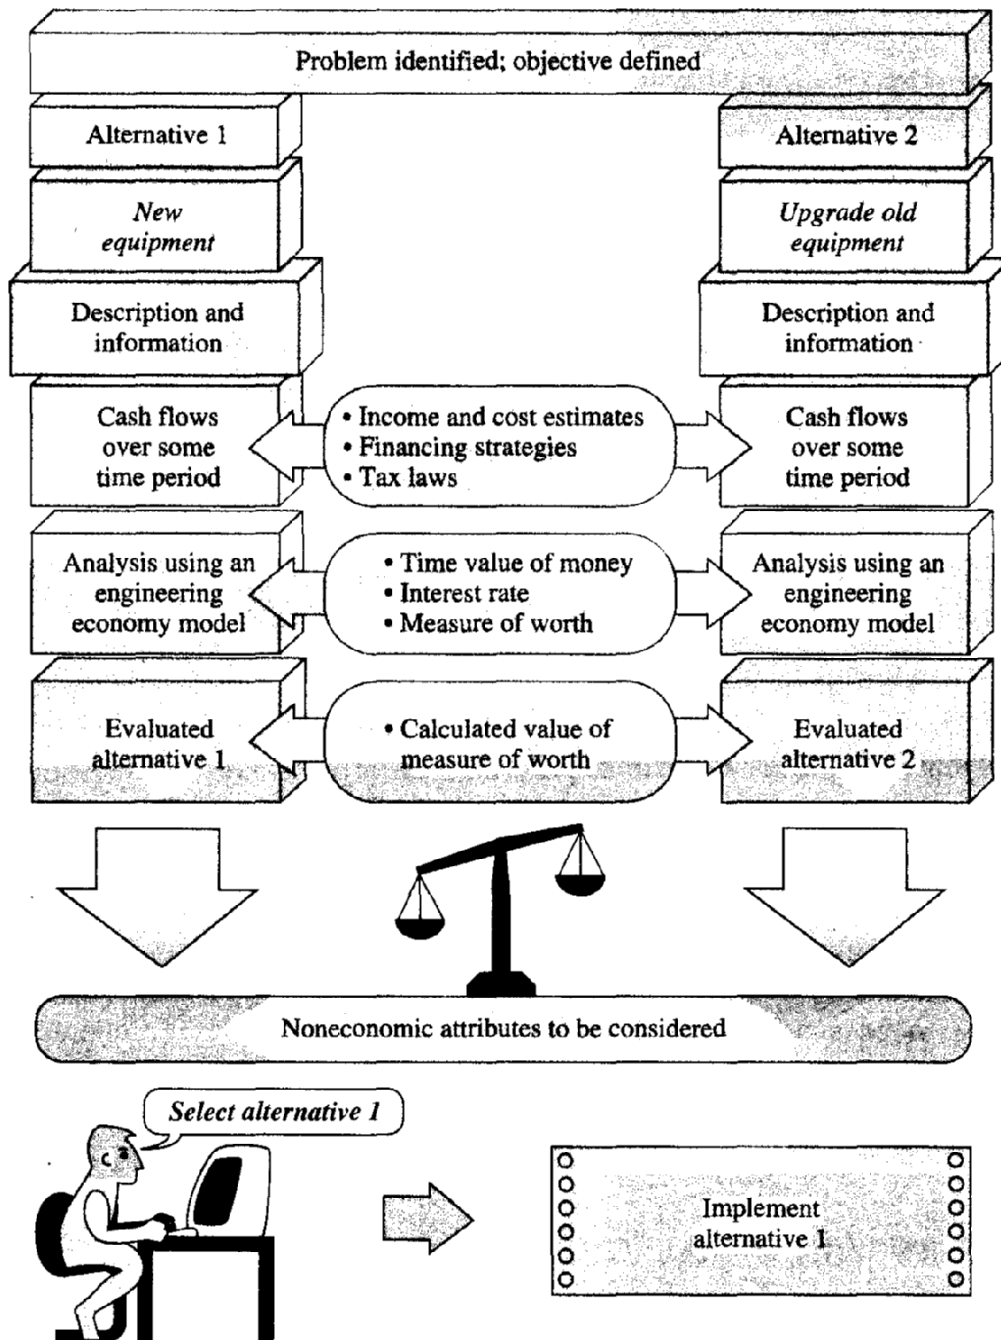 Problem identified; objective defined
Alternative 1
Alternative 2
New
equipment
Upgrade old
equipment
Description and
information
Description and
information
Cash flows
over some
time period
• Income and cost estimates
• Financing strategies
• Tax laws
Cash flows
over some
time period
Analysis using an
engineering
economy model
• Time value of money
• Interest rate
• Measure of worth
Analysis using an
engineering
economy model
Evaluated
alternative 1
• Calculated value of
measure of worth
Evaluated
alternative 2
Noneconomic attributes to be considered
Select alternative 1
Implement
alternative 1